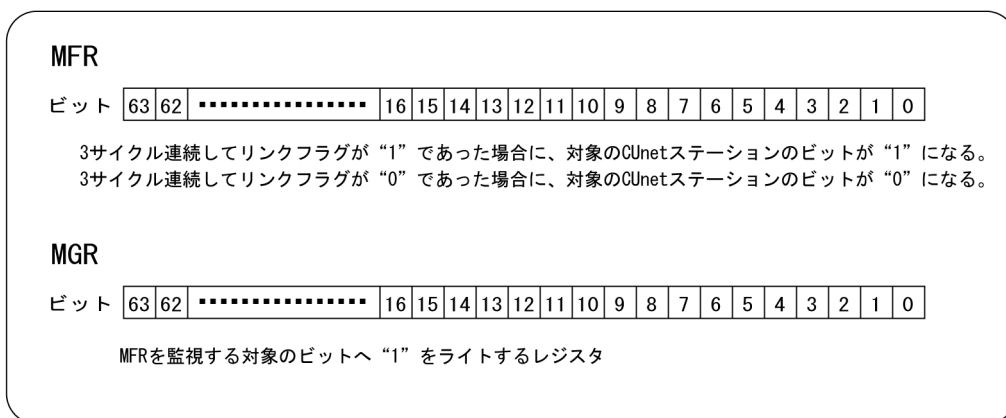 MFR
ビット 63 62 ▪▪▪▪▪▪▪▪▪▪▪▪▪▪▪▪ 16 15 14 13 12 11 10 9 8 7 6 5 4 3 2 1 0
3サイクル連続してリンクフラグが“1”であった場合に、対象のCUnetステーションのビットが“1”になる。
3サイクル連続してリンクフラグが“0”であった場合に、対象のCUnetステーションのビットが“0”になる。
MGR
ビット 63 62 ▪▪▪▪▪▪▪▪▪▪▪▪▪▪▪▪ 16 15 14 13 12 11 10 9 8 7 6 5 4 3 2 1 0
MFRを監視する対象のビットへ“1”をライトするレジスタ